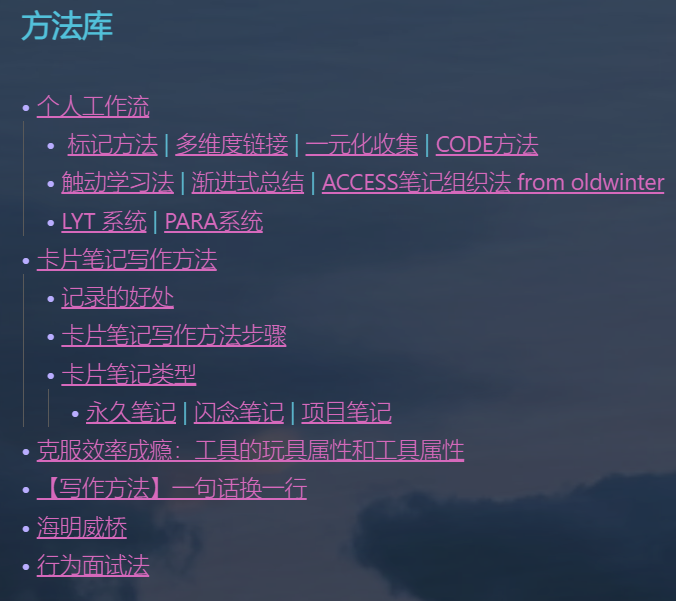 方法库
个人工作流
标记方法 | 多维度链接 | 一元化收集 | CODE方法
触动学习法 | 渐进式总结 | ACCESS笔记组织法 from oldwinter
LYT 系统 | PARA系统
卡片笔记写作方法
记录的好处
卡片笔记写作方法步骤
卡片笔记类型
永久笔记 | 闪念笔记 | 项目笔记
克服效率成瘾：工具的玩具属性和工具属性
【写作方法】一句话换一行
海明威桥
行为面试法